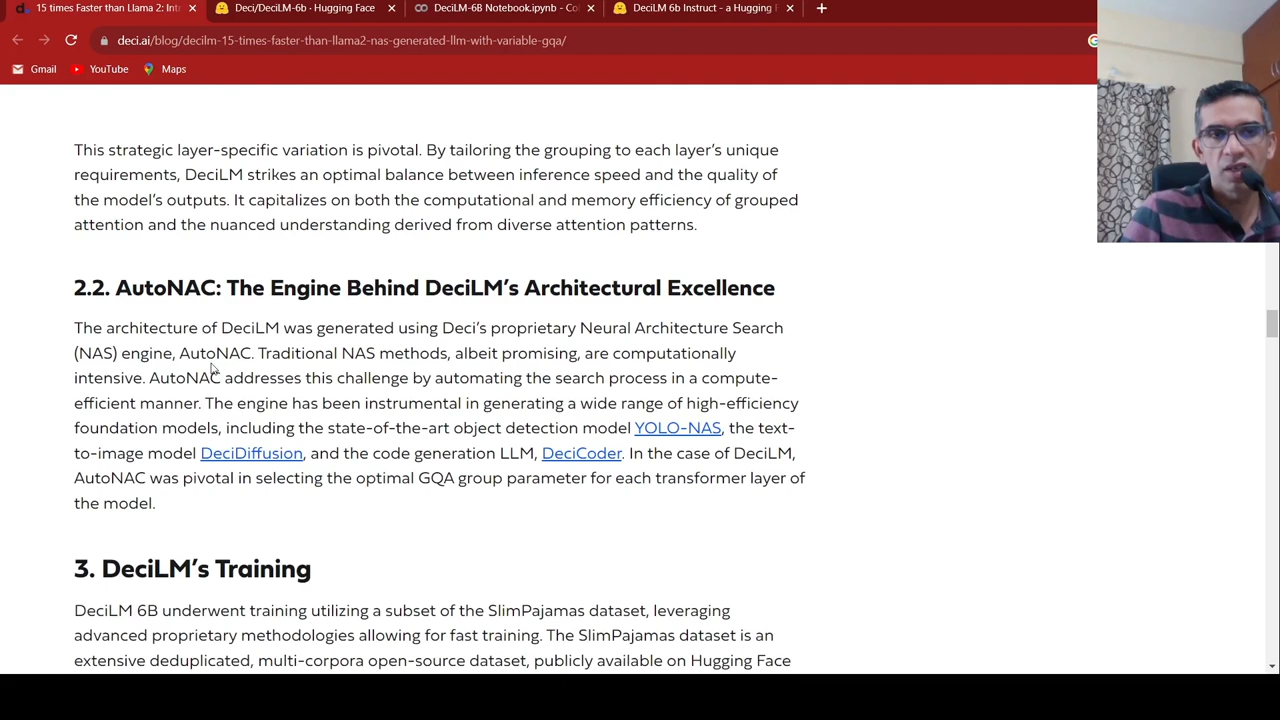 15 times Faster than Llama 2: Int
Deci/DeciLM-6b · Hugging Face
DeciLM-6B Notebook.ipynb - Co
DeciLM 6b Instruct - a Hugging F
deci.ai/blog/decilm-15-times-faster-than-llama2-nas-generated-llm-with-variable-gqa/
Gmail
YouTube
Maps
This strategic layer-specific variation is pivotal. By tailoring the grouping to each layer's unique
requirements, DeciLM strikes an optimal balance between inference speed and the quality of
the model's outputs. It capitalizes on both the computational and memory efficiency of grouped
attention and the nuanced understanding derived from diverse attention patterns.
2.2. AutoNAC: The Engine Behind DeciLM's Architectural Excellence
The architecture of DeciLM was generated using Deci's proprietary Neural Architecture Search
(NAS) engine, AutoNAC. Traditional NAS methods, albeit promising, are computationally
intensive. AutoNAC addresses this challenge by automating the search process in a compute-
efficient manner. The engine has been instrumental in generating a wide range of high-efficiency
foundation models, including the state-of-the-art object detection model YOLO-NAS, the text-
to-image model DeciDiffusion, and the code generation LLM, DeciCoder. In the case of DeciLM,
AutoNAC was pivotal in selecting the optimal GQA group parameter for each transformer layer of
the model.
3. DeciLM's Training
DeciLM 6B underwent training utilizing a subset of the SlimPajamas dataset, leveraging
advanced proprietary methodologies allowing for fast training. The SlimPajamas dataset is an
extensive deduplicated, multi-corpora open-source dataset, publicly available on Hugging Face